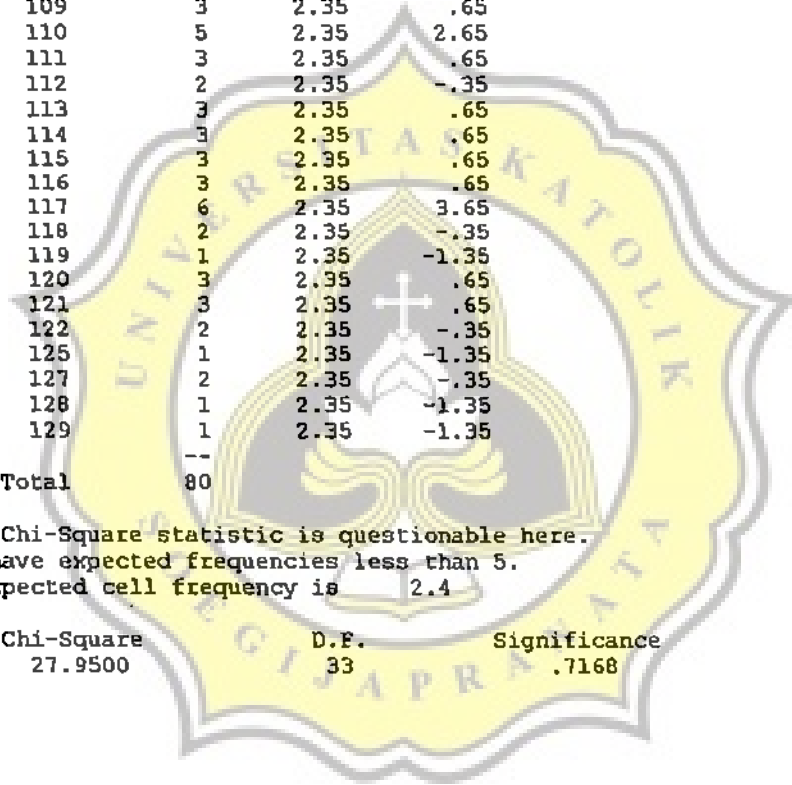 109 3 2.35 .65
110 5 2.35 2.65
111 3 2.35 .65
112 2 2.35 -.35
113 3 2.35 .65
114 3 2.35 .65
115 3 2.35 .65
116 3 2.35 .65
117 6 2.35 3.65
118 2 2.35 -.35
119 1 2.35 -1.35
120 3 2.35 .65
121 3 2.35 .65
122 2 2.35 -.35
125 1 2.35 -1.35
127 2 2.35 -.35
128 1 2.35 -1.35
129 1 2.35 -1.35
--
Total 80
Chi-Square statistic is questionable here.
ave expected frequencies less than 5.
pected cell frequency is 2.4
Chi-Square D.F. Significance
27.9500 33 .7168
UNIVERSITAS KATOLIK
SOEGIJAPRANATA